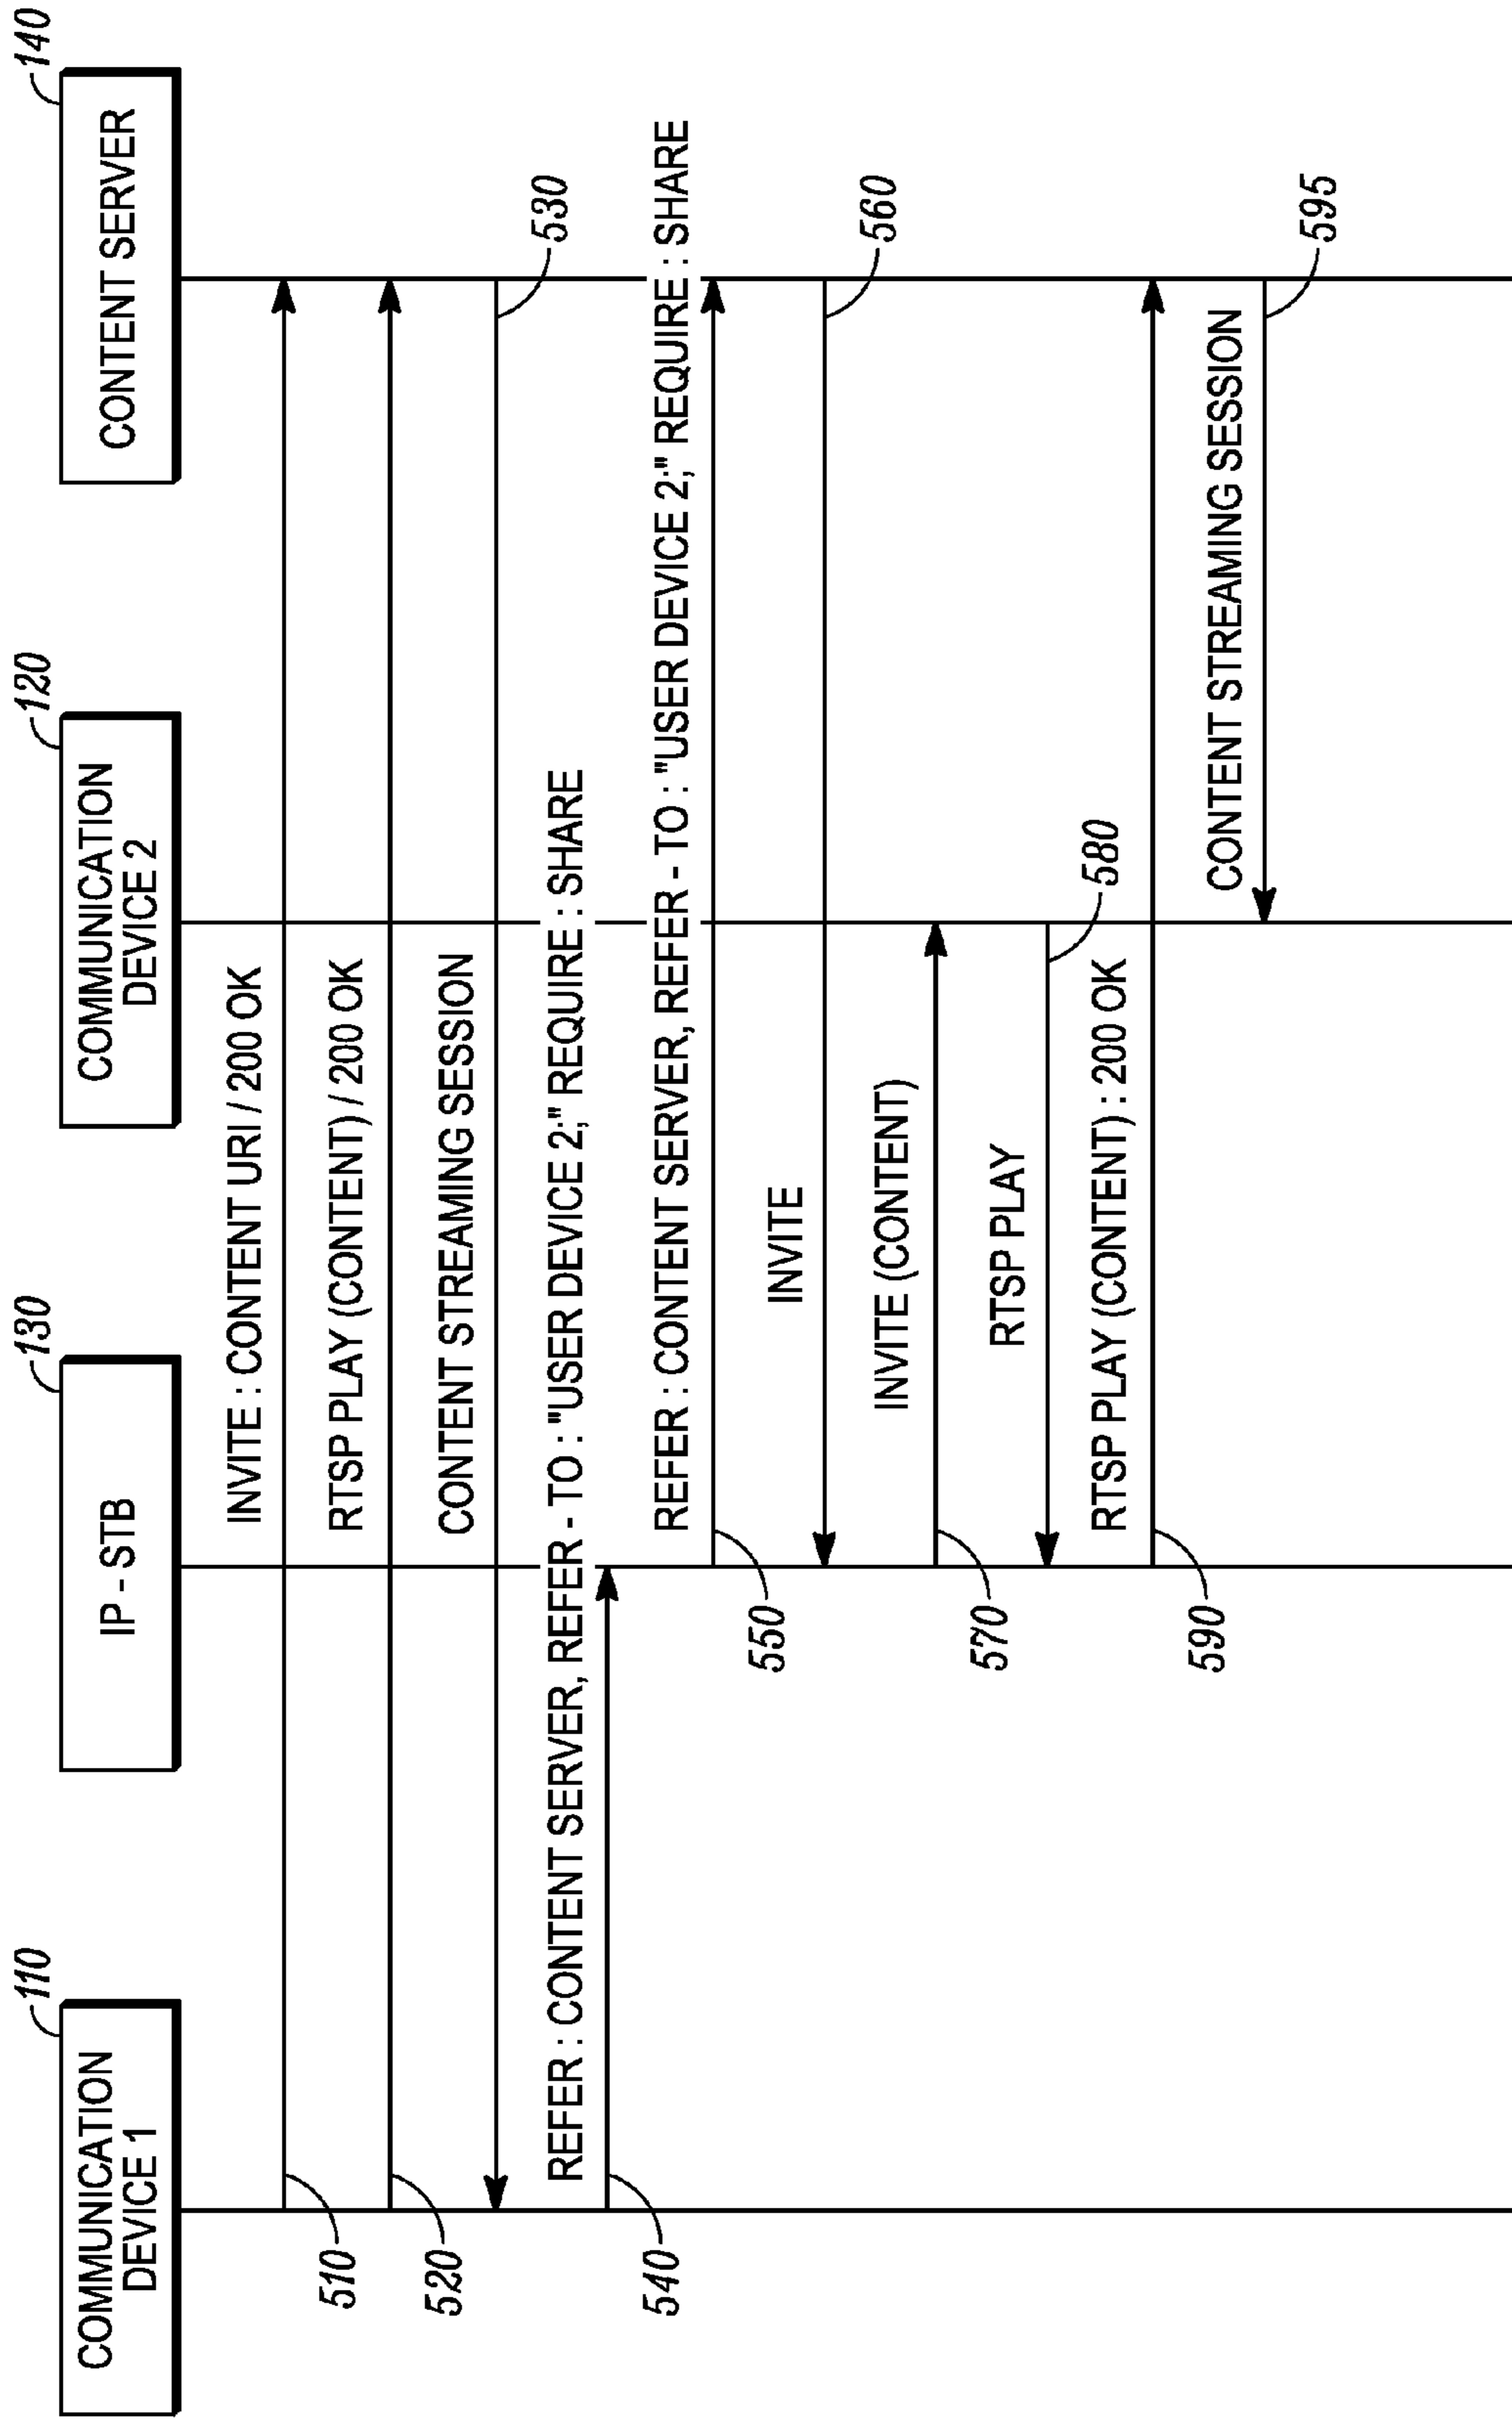 110
COMMUNICATION
DEVICE 1
130
IP - STB
120
COMMUNICATION
DEVICE 2
140
CONTENT SERVER
INVITE : CONTENT URI / 200 OK
510
RTSP PLAY (CONTENT) / 200 OK
520
CONTENT STREAMING SESSION
530
REFER : CONTENT SERVER, REFER - TO : "USER DEVICE 2;" REQUIRE : SHARE
540
REFER : CONTENT SERVER, REFER - TO : "USER DEVICE 2;" REQUIRE : SHARE
550
INVITE
560
INVITE (CONTENT)
570
RTSP PLAY
580
RTSP PLAY (CONTENT) : 200 OK
590
CONTENT STREAMING SESSION
595